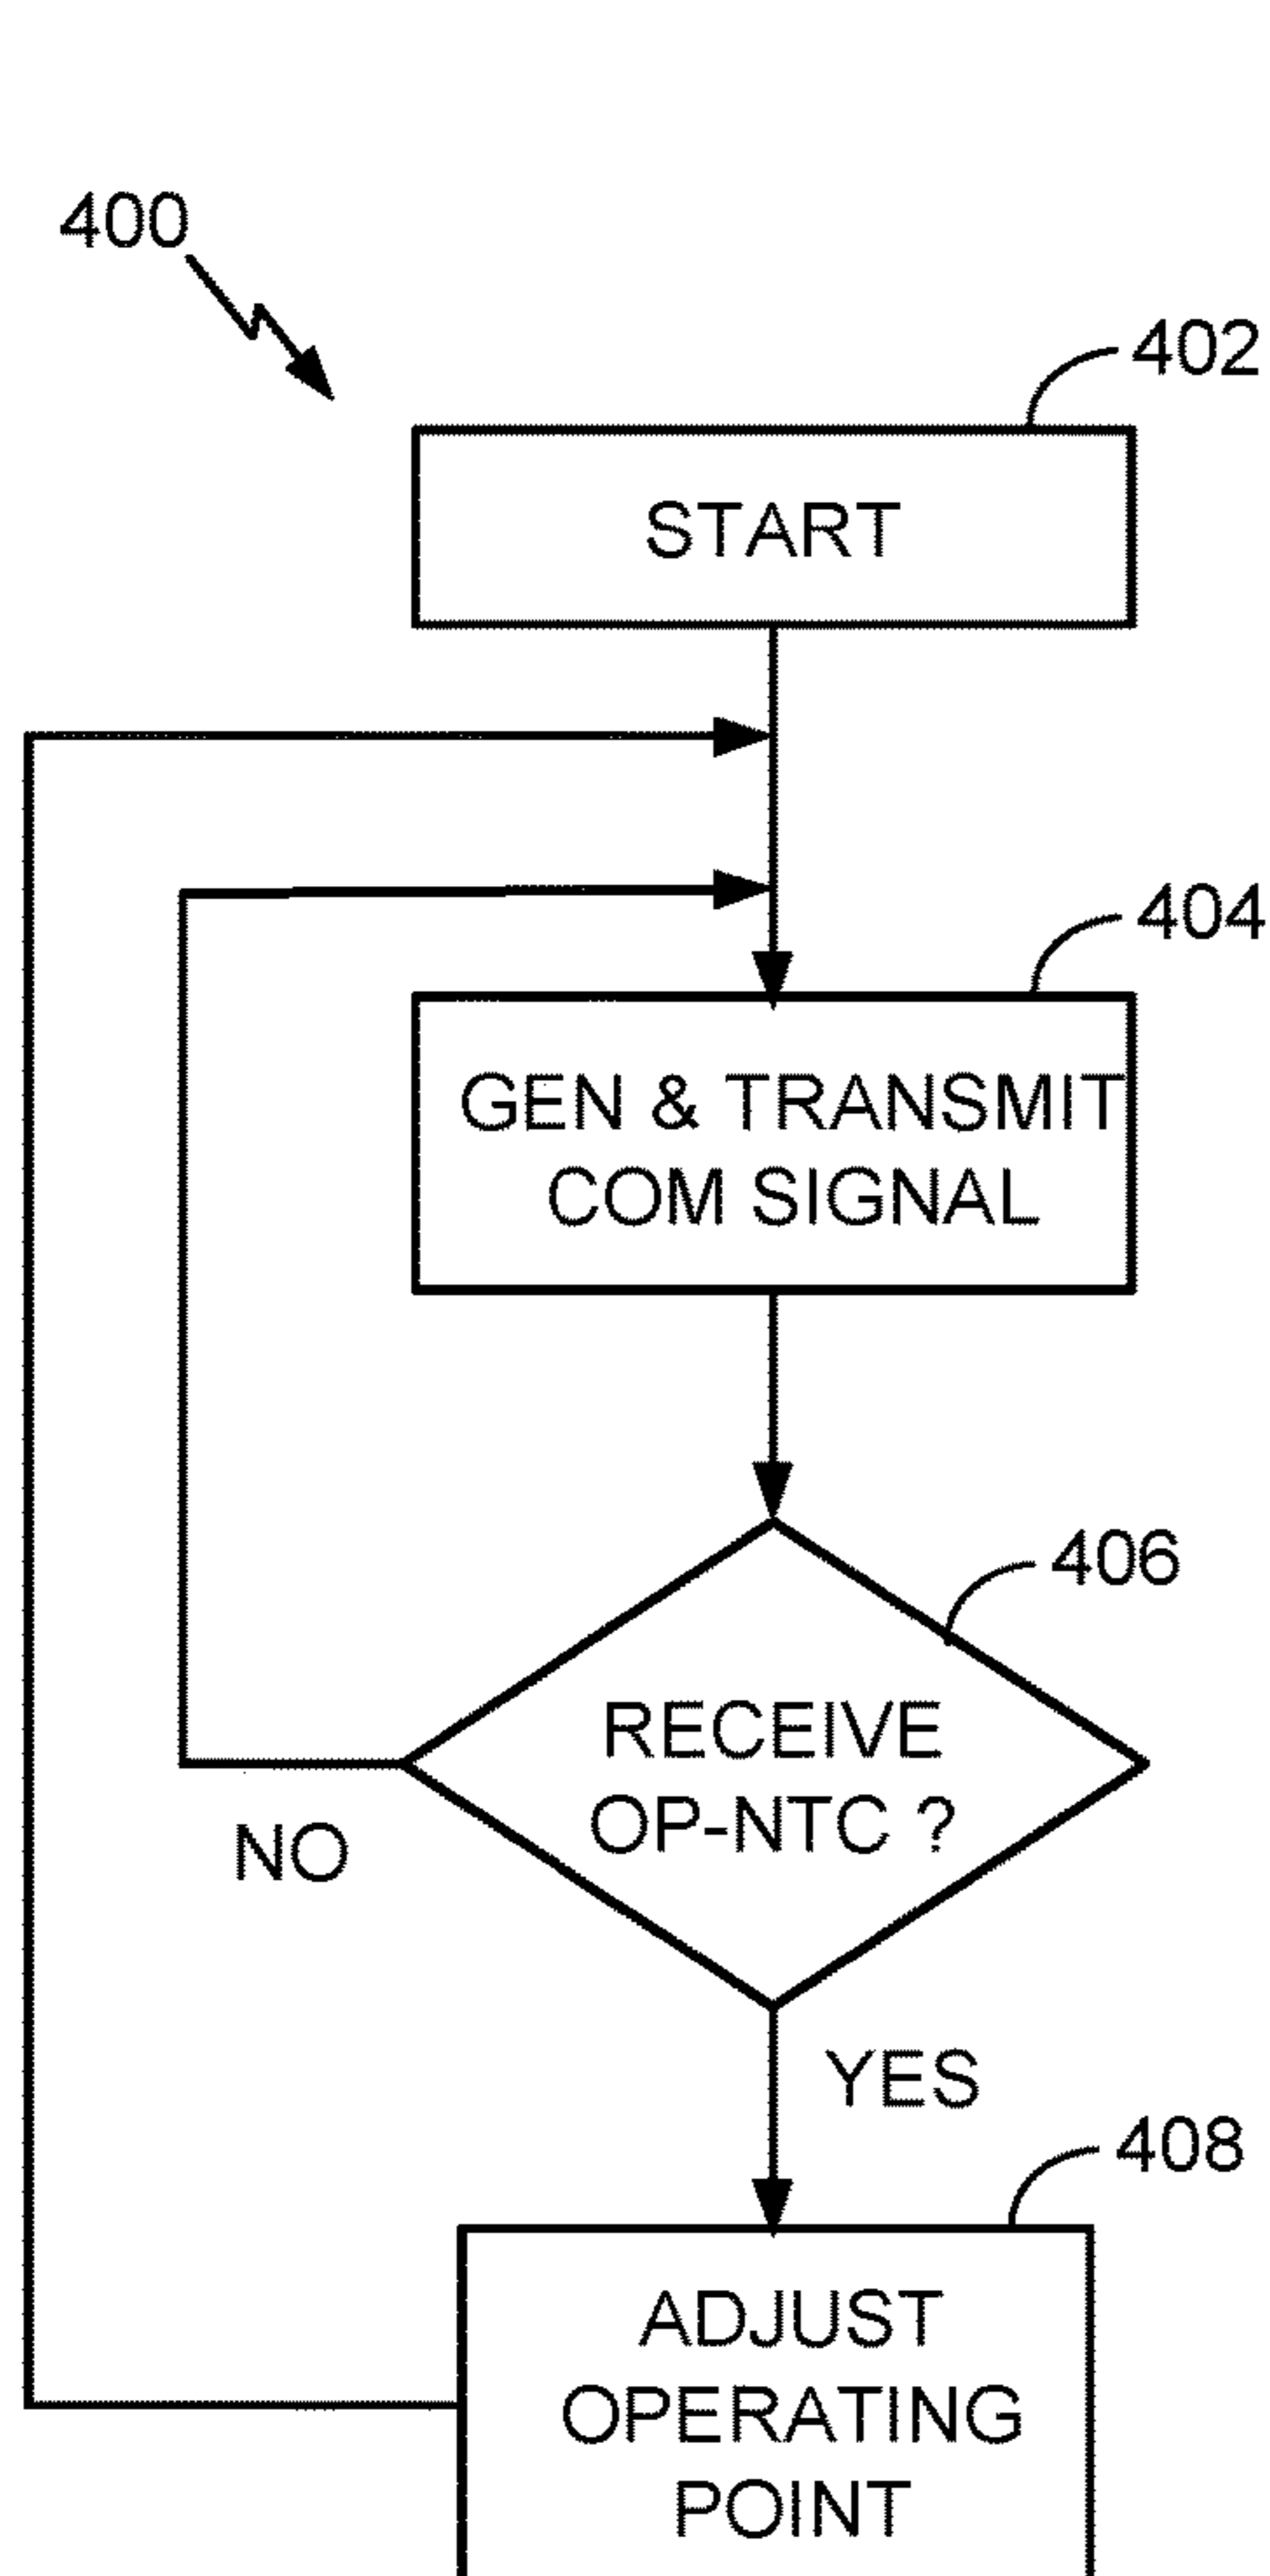 400
402
START
404
GEN & TRANSMIT
COM SIGNAL
406
RECEIVE
OP-NTC ?
NO
YES
408
ADJUST
OPERATING
POINT